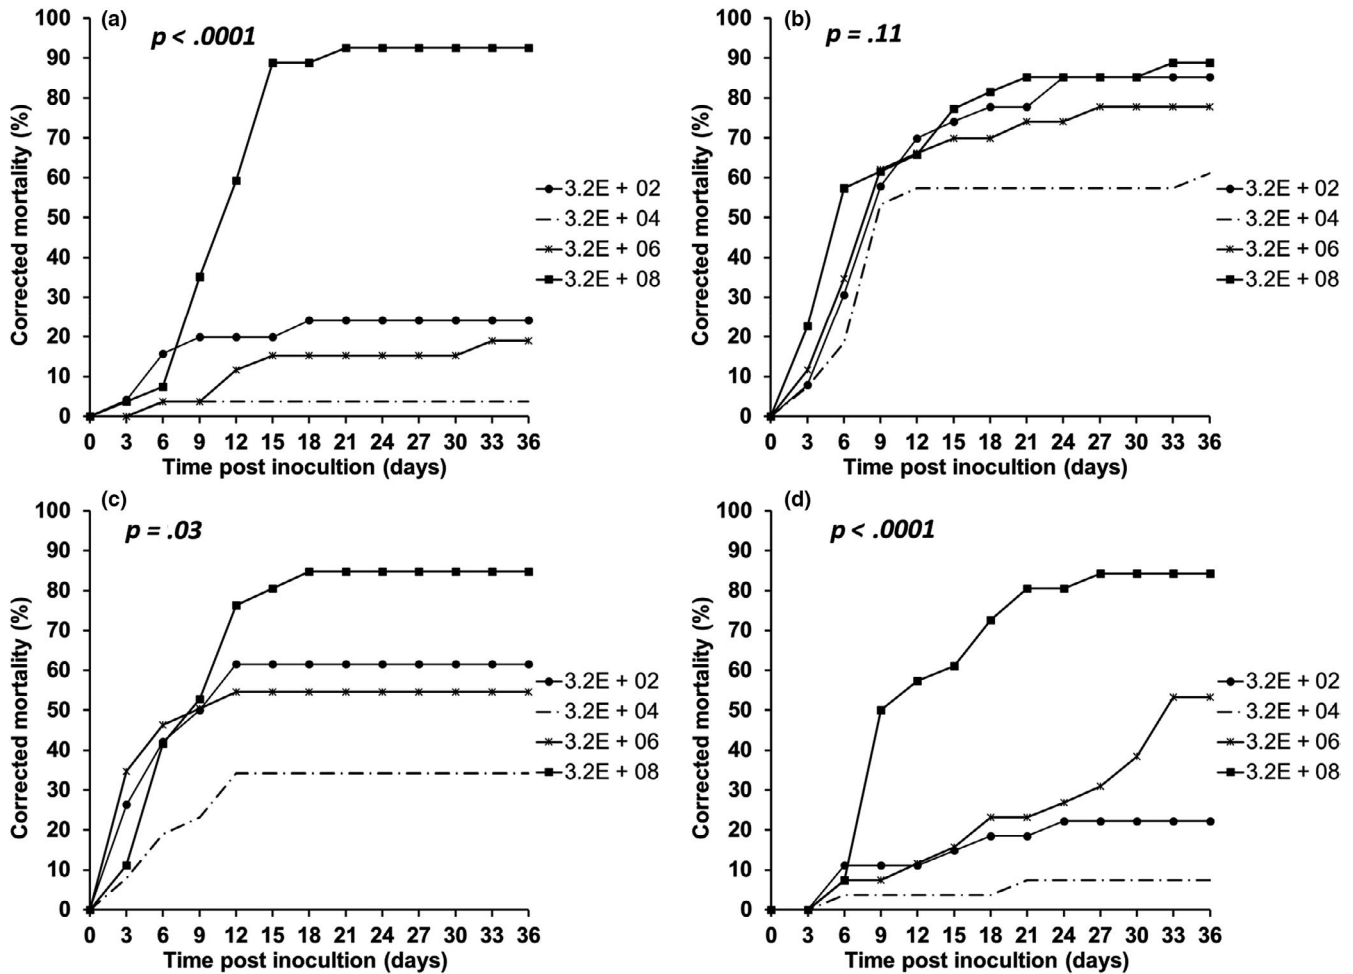 (a)
p < .0001
Corrected mortality (%)
100
90
80
70
60
50
40
30
20
10
0
0 3 6 9 12 15 18 21 24 27 30 33 36
Time post inocultion (days)
3.2E + 02
3.2E + 04
3.2E + 06
3.2E + 08
(b)
p = .11
Corrected mortality (%)
100
90
80
70
60
50
40
30
20
10
0
0 3 6 9 12 15 18 21 24 27 30 33 36
Time post inocultion (days)
3.2E + 02
3.2E + 04
3.2E + 06
3.2E + 08
(c)
p = .03
Corrected mortality (%)
100
90
80
70
60
50
40
30
20
10
0
0 3 6 9 12 15 18 21 24 27 30 33 36
Time post inocultion (days)
3.2E + 02
3.2E + 04
3.2E + 06
3.2E + 08
(d)
p < .0001
Corrected mortality (%)
100
90
80
70
60
50
40
30
20
10
0
0 3 6 9 12 15 18 21 24 27 30 33 36
Time post inocultion (days)
3.2E + 02
3.2E + 04
3.2E + 06
3.2E + 08